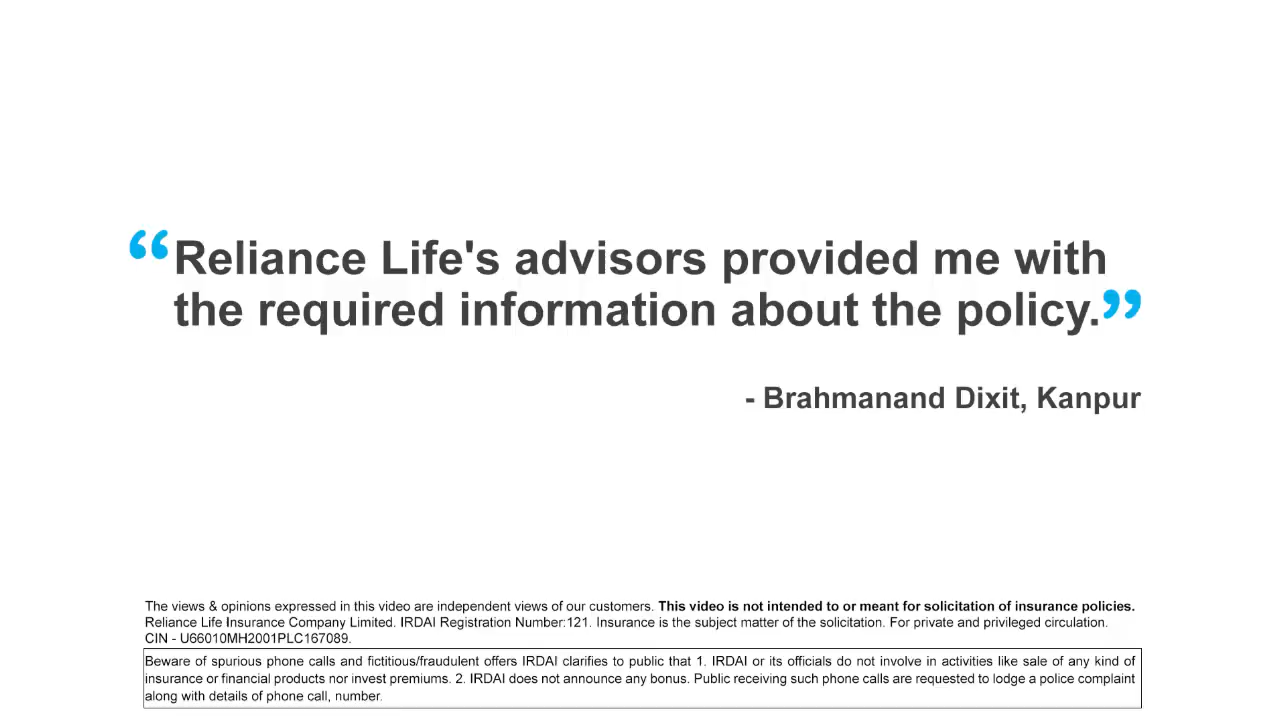 “Reliance Life's advisors provided me with
the required information about the policy.”
- Brahmanand Dixit, Kanpur
The views & opinions expressed in this video are independent views of our customers. This video is not intended to or meant for solicitation of insurance policies.
Reliance Life Insurance Company Limited. IRDAI Registration Number:121. Insurance is the subject matter of the solicitation. For private and privileged circulation.
CIN - U66010MH2001PLC167089.
Beware of spurious phone calls and fictitious/fraudulent offers IRDAI clarifies to public that 1. IRDAI or its officials do not involve in activities like sale of any kind of
insurance or financial products nor invest premiums. 2. IRDAI does not announce any bonus. Public receiving such phone calls are requested to lodge a police complaint
along with details of phone call, number.